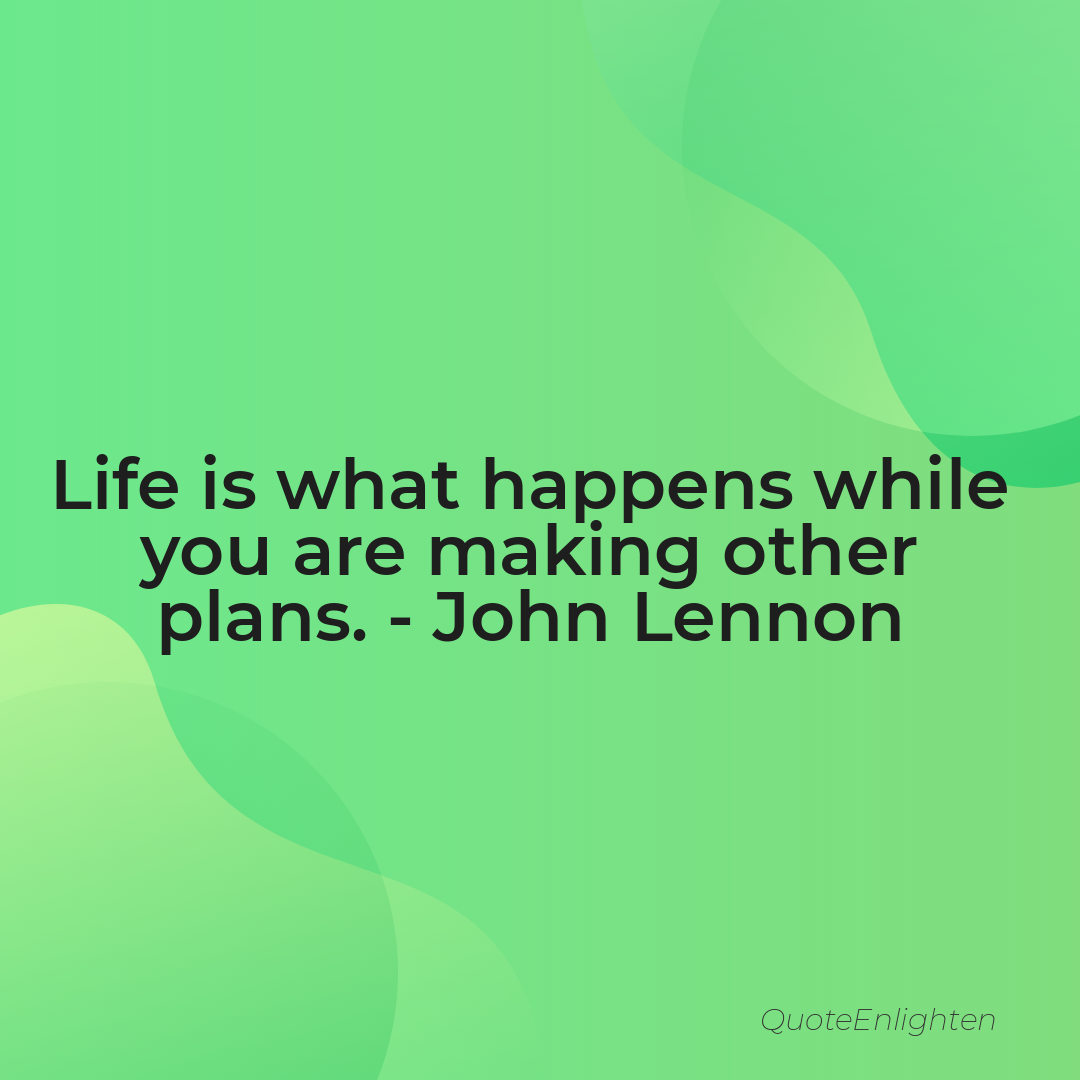 Life is what happens while
you are making other
plans. - John Lennon
QuoteEnlighten